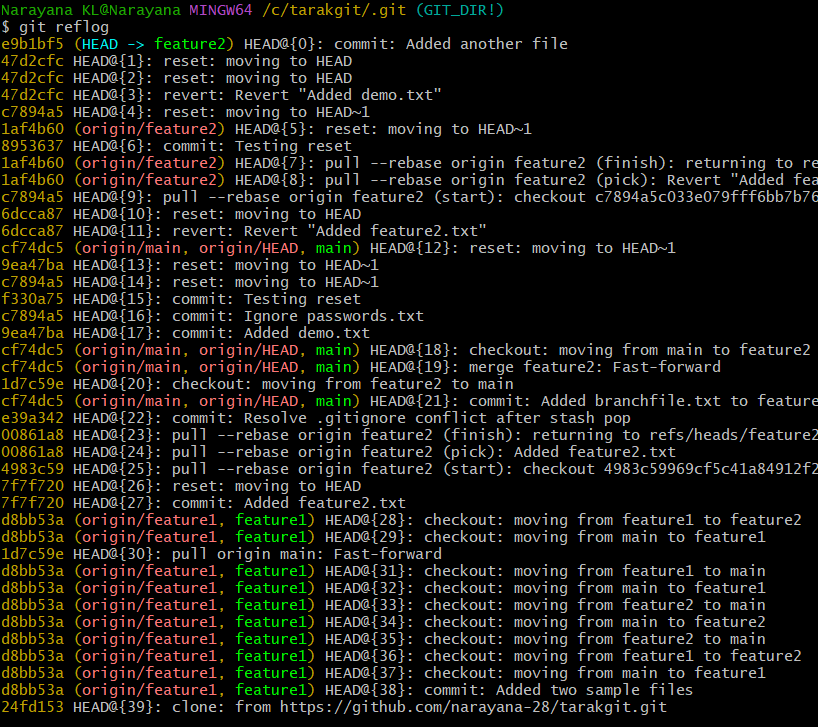 Narayana KL@Narayana MINGW64 /c/tarakgit/.git (GIT_DIR!)
$ git reflog
e9b1bf5 (HEAD -> feature2) HEAD@{0}: commit: Added another file
47d2cfc HEAD@{1}: reset: moving to HEAD
47d2cfc HEAD@{2}: reset: moving to HEAD
47d2cfc HEAD@{3}: revert: Revert "Added demo.txt"
c7894a5 HEAD@{4}: reset: moving to HEAD~1
1af4b60 (origin/feature2) HEAD@{5}: reset: moving to HEAD~1
8953637 HEAD@{6}: commit: Testing reset
1af4b60 (origin/feature2) HEAD@{7}: pull --rebase origin feature2 (finish): returning to re
1af4b60 (origin/feature2) HEAD@{8}: pull --rebase origin feature2 (pick): Revert "Added fea
c7894a5 HEAD@{9}: pull --rebase origin feature2 (start): checkout c7894a5c033e079fff6bb7b76
6dcca87 HEAD@{10}: reset: moving to HEAD
6dcca87 HEAD@{11}: revert: Revert "Added feature2.txt"
cf74dc5 (origin/main, origin/HEAD, main) HEAD@{12}: reset: moving to HEAD~1
9ea47ba HEAD@{13}: reset: moving to HEAD~1
c7894a5 HEAD@{14}: reset: moving to HEAD~1
f330a75 HEAD@{15}: commit: Testing reset
c7894a5 HEAD@{16}: commit: Ignore passwords.txt
9ea47ba HEAD@{17}: commit: Added demo.txt
cf74dc5 (origin/main, origin/HEAD, main) HEAD@{18}: checkout: moving from main to feature2
cf74dc5 (origin/main, origin/HEAD, main) HEAD@{19}: merge feature2: Fast-forward
1d7c59e HEAD@{20}: checkout: moving from feature2 to main
cf74dc5 (origin/main, origin/HEAD, main) HEAD@{21}: commit: Added branchfile.txt to feature
e39a342 HEAD@{22}: commit: Resolve .gitignore conflict after stash pop
00861a8 HEAD@{23}: pull --rebase origin feature2 (finish): returning to refs/heads/feature2
00861a8 HEAD@{24}: pull --rebase origin feature2 (pick): Added feature2.txt
4983c59 HEAD@{25}: pull --rebase origin feature2 (start): checkout 4983c59969cf5c41a84912f2
7f7f720 HEAD@{26}: reset: moving to HEAD
7f7f720 HEAD@{27}: commit: Added feature2.txt
d8bb53a (origin/feature1, feature1) HEAD@{28}: checkout: moving from feature1 to feature2
d8bb53a (origin/feature1, feature1) HEAD@{29}: checkout: moving from main to feature1
1d7c59e HEAD@{30}: pull origin main: Fast-forward
d8bb53a (origin/feature1, feature1) HEAD@{31}: checkout: moving from feature1 to main
d8bb53a (origin/feature1, feature1) HEAD@{32}: checkout: moving from main to feature1
d8bb53a (origin/feature1, feature1) HEAD@{33}: checkout: moving from feature2 to main
d8bb53a (origin/feature1, feature1) HEAD@{34}: checkout: moving from main to feature2
d8bb53a (origin/feature1, feature1) HEAD@{35}: checkout: moving from feature2 to main
d8bb53a (origin/feature1, feature1) HEAD@{36}: checkout: moving from feature1 to feature2
d8bb53a (origin/feature1, feature1) HEAD@{37}: checkout: moving from main to feature1
d8bb53a (origin/feature1, feature1) HEAD@{38}: commit: Added two sample files
24fd153 HEAD@{39}: clone: from https://github.com/narayana-28/tarakgit.git